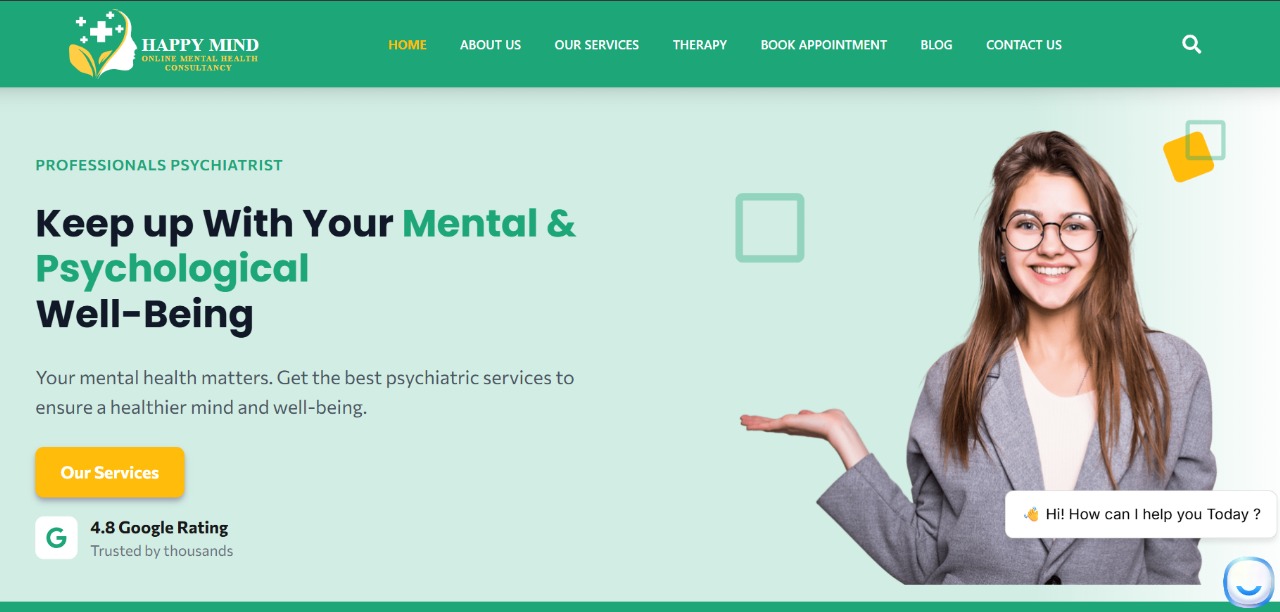 HAPPY MIND
ONLINE MENTAL HEALTH
CONSULTANCY
HOME
ABOUT US
OUR SERVICES
THERAPY
BOOK APPOINTMENT
BLOG
CONTACT US
PROFESSIONALS PSYCHIATRIST
Keep up With Your Mental &
Psychological
Well-Being
Your mental health matters. Get the best psychiatric services to
ensure a healthier mind and well-being.
Our Services
G
4.8 Google Rating
Trusted by thousands
👋 Hi! How can I help you Today ?